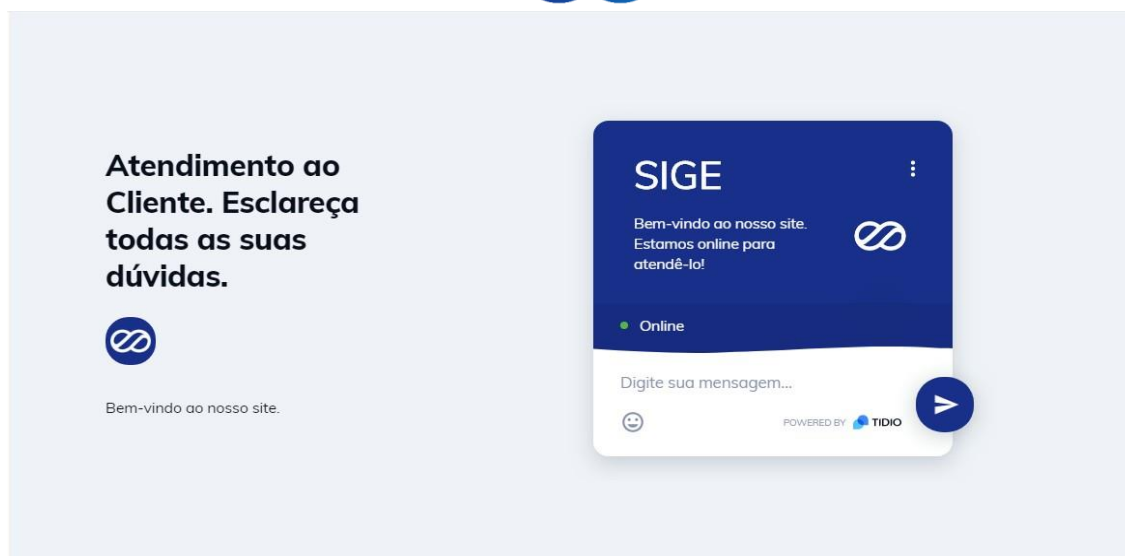 Atendimento ao
Cliente. Esclareça
todas as suas
dúvidas.
Bem-vindo ao nosso site.
SIGE
Bem-vindo ao nosso site.
Estamos online para
atendê-lo!
Online
Digite sua mensagem...
POWERED BY TIDIO